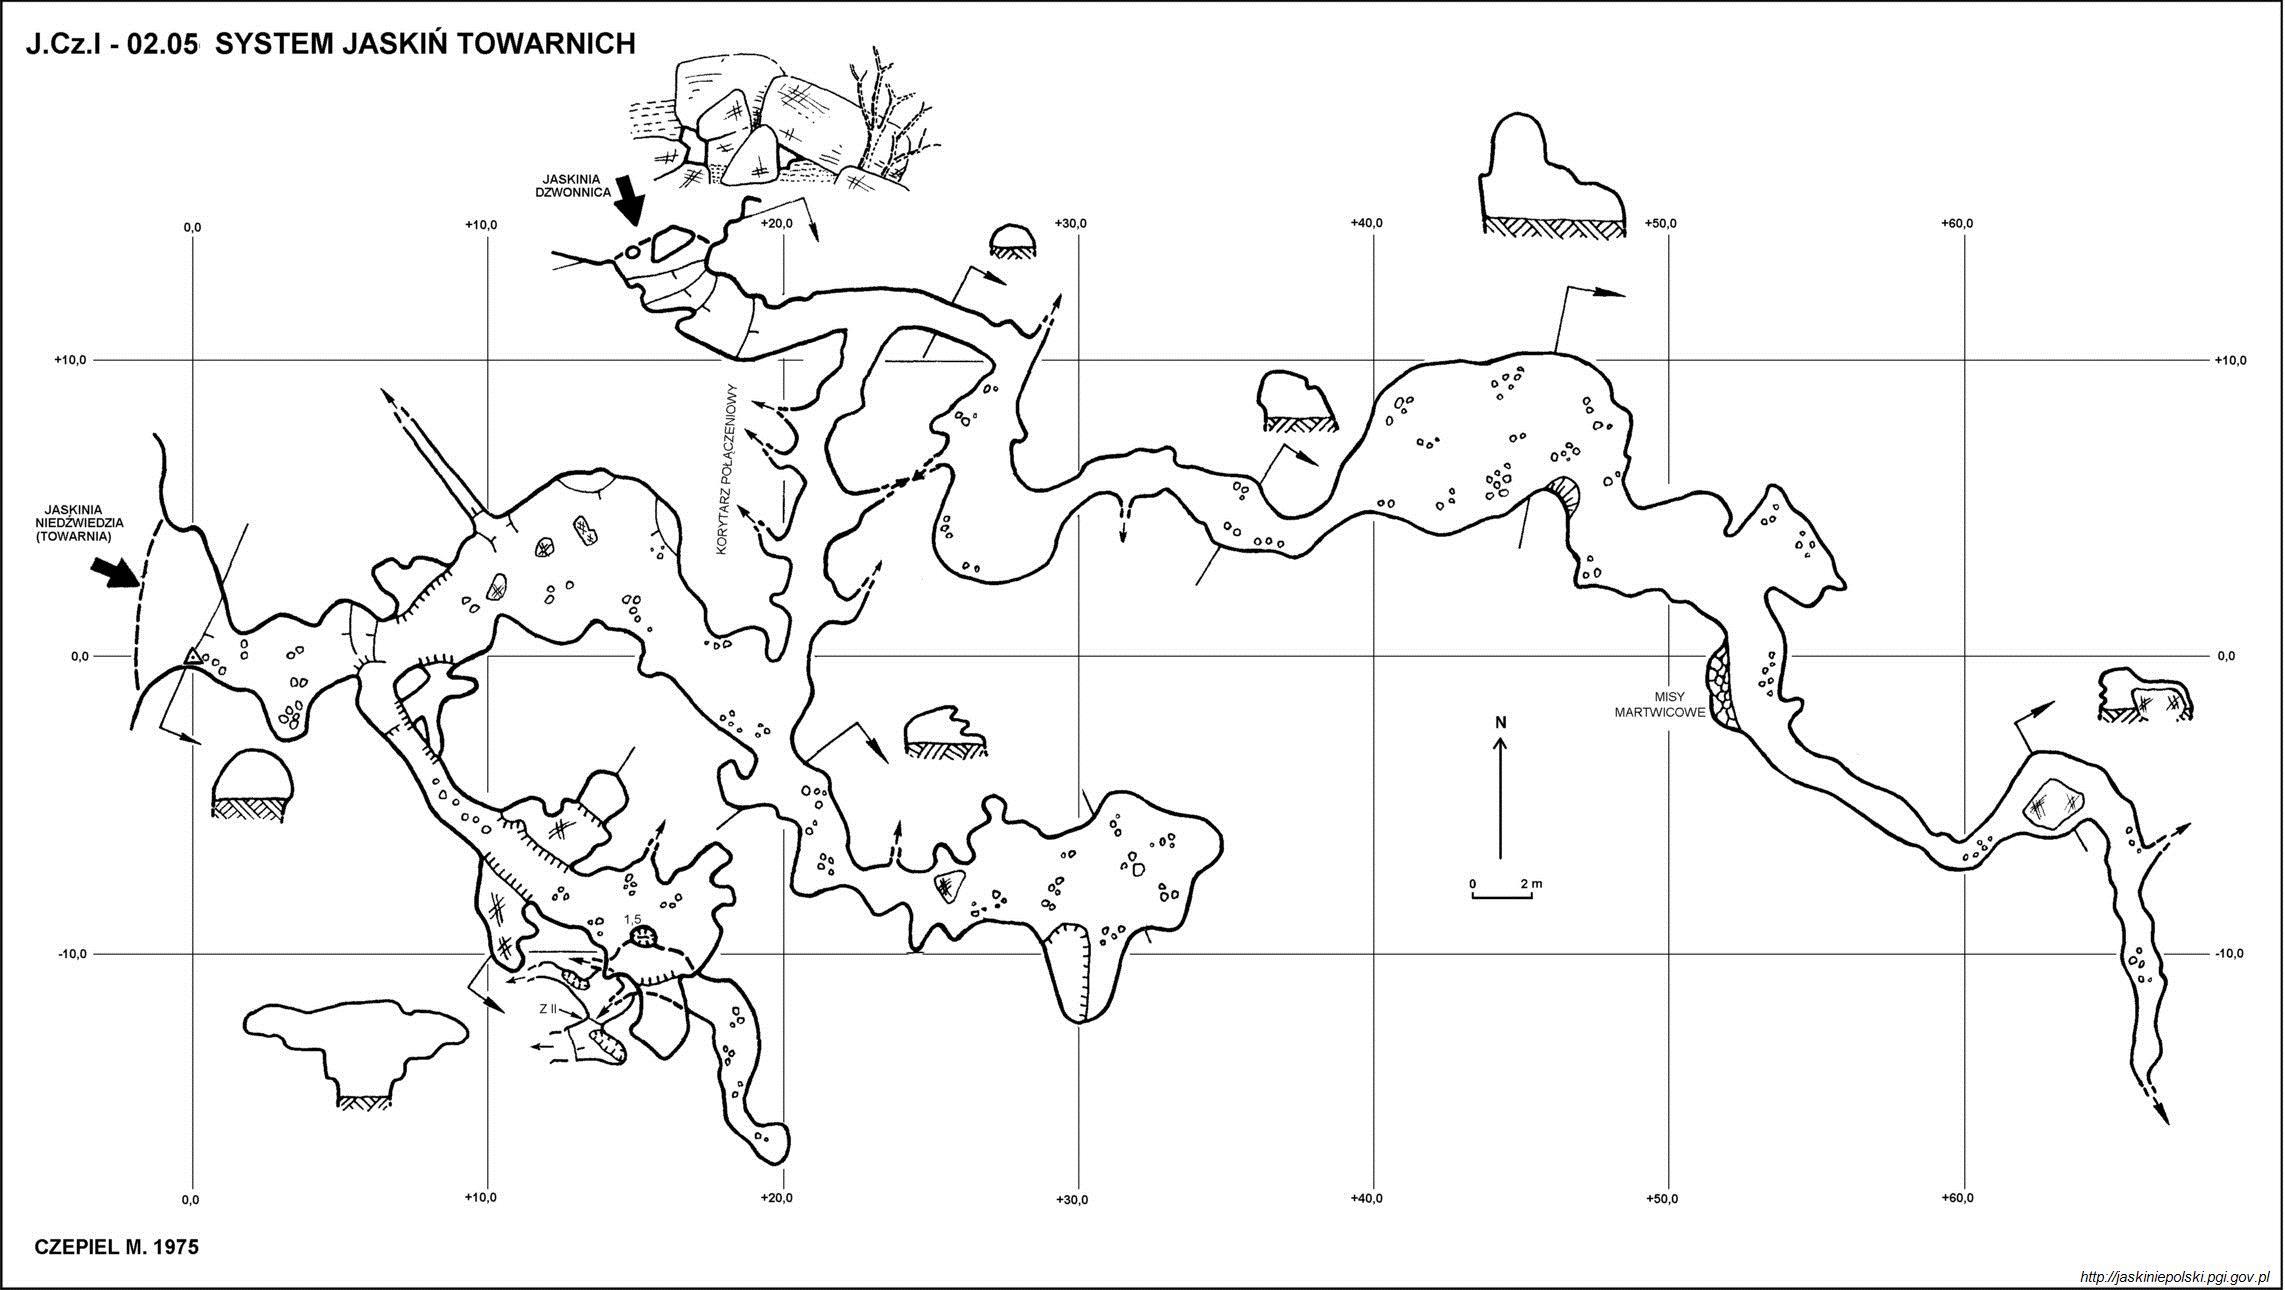 J.Cz.I - 02.05 SYSTEM JASKIŃ TOWARNICH
JASKINIA
DZWONNICA
0,0
+10,0
+20,0
+30,0
+40,0
+50,0
+60,0
+10,0
+10,0
KORYTARZ POŁĄCZENIOWY
JASKINIA
NIEDŹWIEDZIA
(TOWARNIA)
0,0
0,0
MISY
MARTWICOWE
N
0 2 m
1,5
-10,0
-10,0
Z II
0,0
+10,0
+20,0
+30,0
+40,0
+50,0
+60,0
CZEPIEL M. 1975
http://jaskiniepolski.pgi.gov.pl